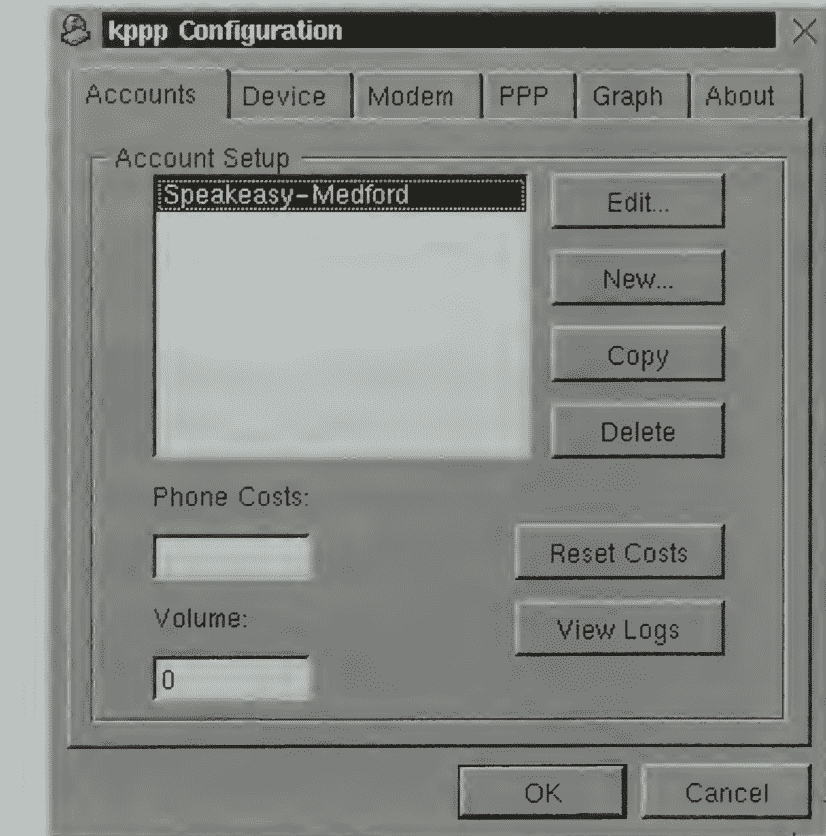 kppp Configuration
Accounts Device Modem PPP Graph About
Account Setup
Speakeasy-Medford
Edit...
New...
Copy
Delete
Phone Costs:
Reset Costs
Volume:
View Logs
0
OK Cancel